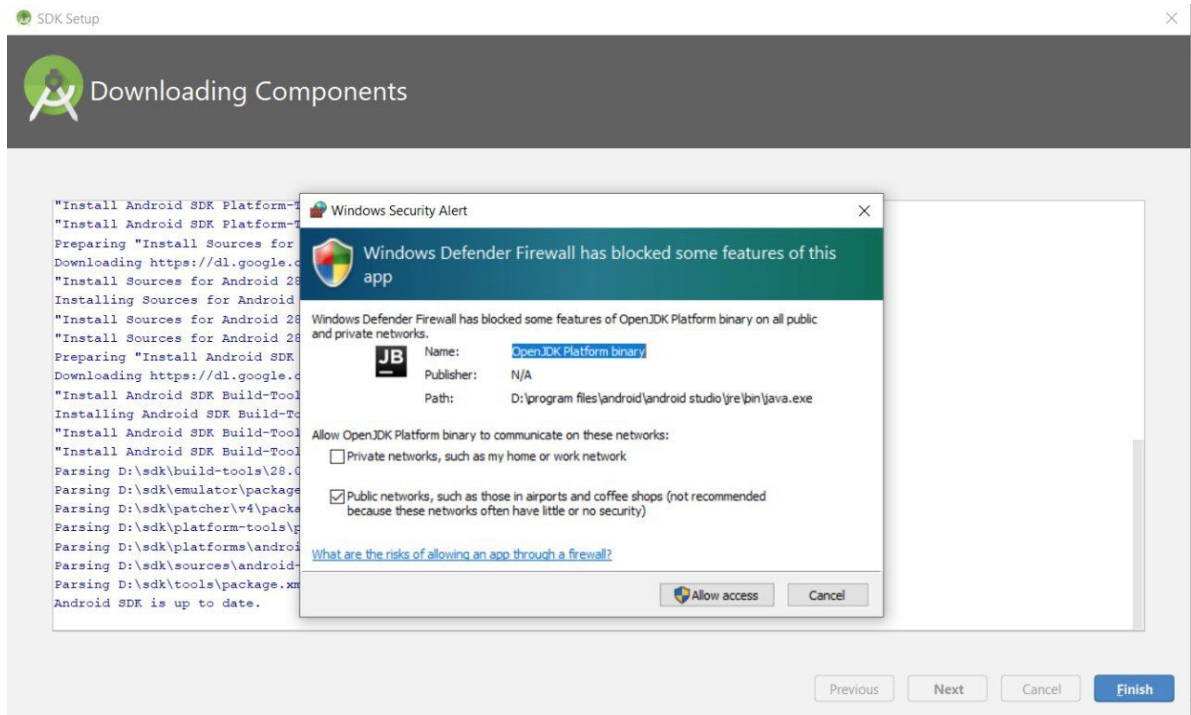 SDK Setup
Downloading Components
"Install Android SDK Platform-T
"Install Android SDK Platform-T
Preparing "Install Sources for
Downloading https://dl.google.c
"Install Sources for Android 28
Installing Sources for Android
"Install Sources for Android 28
"Install Sources for Android 28
Preparing "Install Android SDK
Downloading https://dl.google.c
"Install Android SDK Build-Tool
Installing Android SDK Build-To
"Install Android SDK Build-Tool
"Install Android SDK Build-Tool
Parsing D:\sdk\build-tools\28.0
Parsing D:\sdk\emulator\package
Parsing D:\sdk\patcher\v4\packa
Parsing D:\sdk\platform-tools\p
Parsing D:\sdk\platforms\androi
Parsing D:\sdk\sources\android-
Parsing D:\sdk\tools\package.xm
Android SDK is up to date.
Windows Security Alert
Windows Defender Firewall has blocked some features of this
app
Windows Defender Firewall has blocked some features of OpenJDK Platform binary on all public
and private networks.
JB
Name: OpenJDK Platform binary
Publisher: N/A
Path: D:\program files\android\android studio\jre\bin\java.exe
Allow OpenJDK Platform binary to communicate on these networks:
Private networks, such as my home or work network
Public networks, such as those in airports and coffee shops (not recommended
because these networks often have little or no security)
What are the risks of allowing an app through a firewall?
Allow access Cancel
Previous Next Cancel Finish